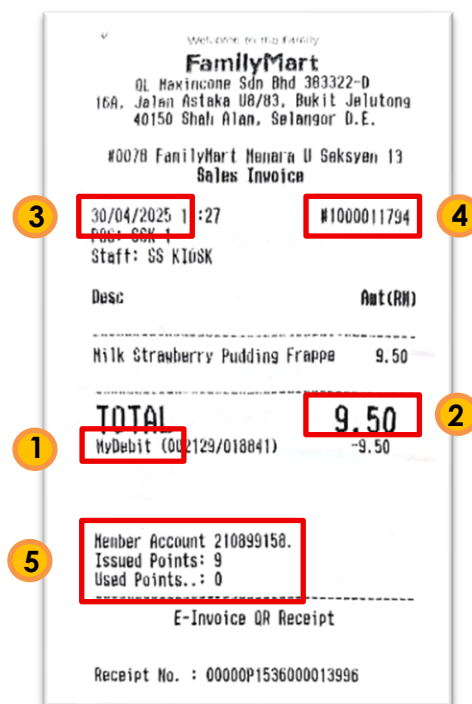 Welcome to the Family
FamilyMart
QL Maxincome Sdn Bhd 383322-D
16A, Jalan Astaka U8/83, Bukit Jelutong
40150 Shah Alam, Selangor D.E.
#0078 FamilyMart Menara U Seksyen 13
Sales Invoice
3
30/04/2025 1 :27 #1000011794
4
POS: SSK 1
Staff: SS KIOSK
Desc Amt(RM)
Milk Strawberry Pudding Frappe 9.50
TOTAL 9.50
2
1
MyDebit (002129/018841) -9.50
5
Member Account 210899158.
Issued Points: 9
Used Points..: 0
E-Invoice QR Receipt
Receipt No. : 00000P1536000013996